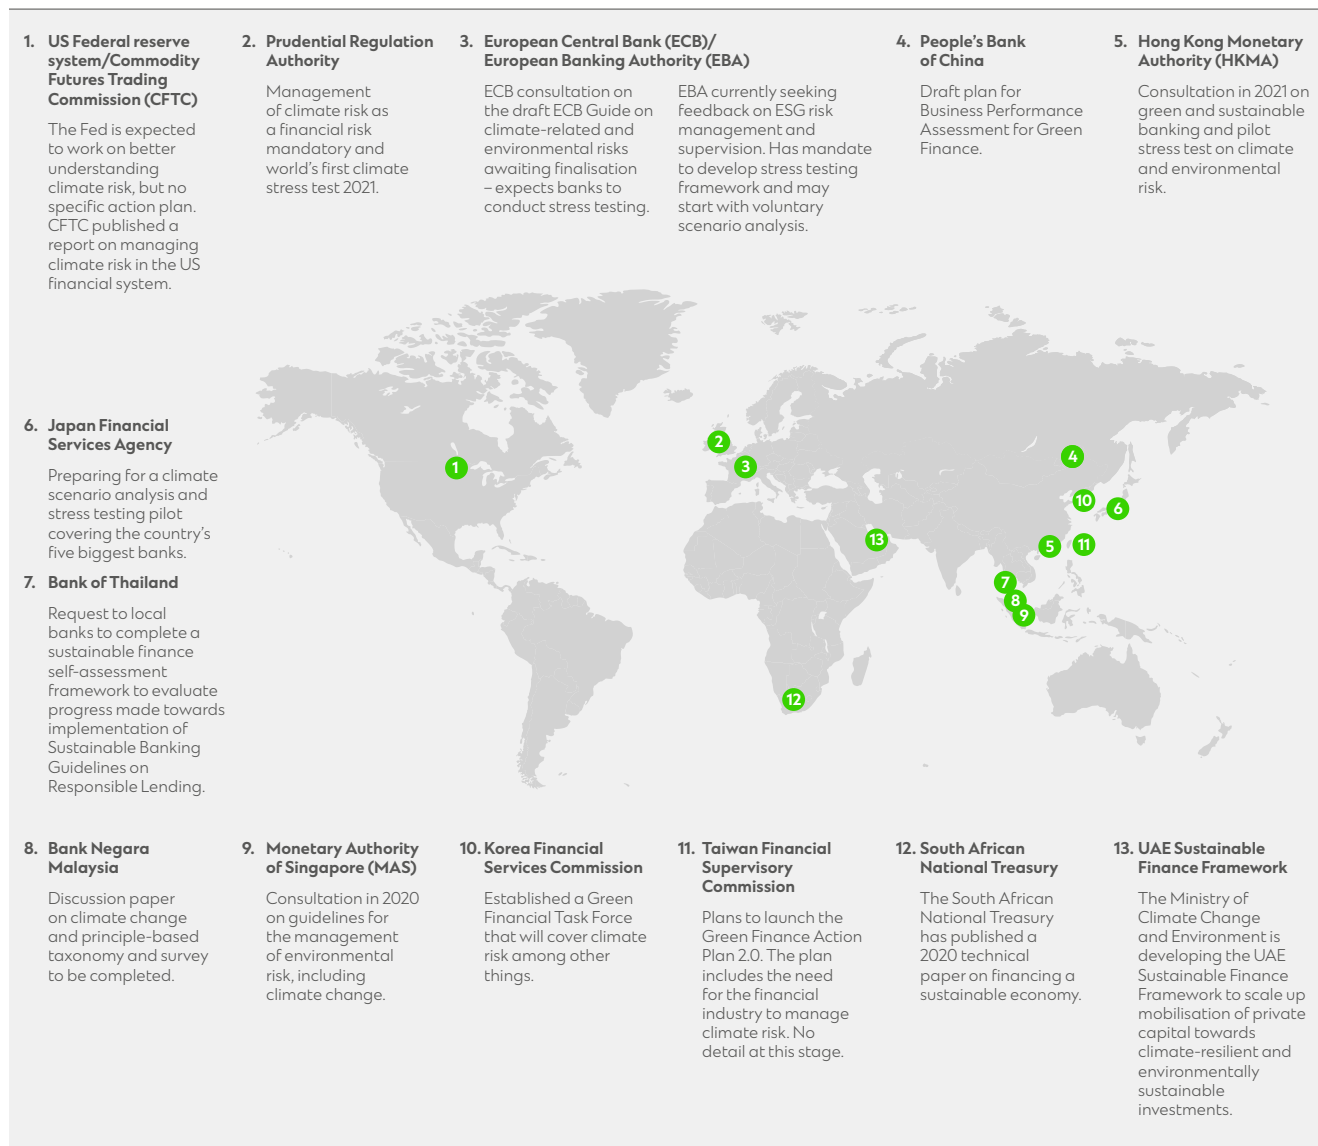 1. US Federal reserve
system/Commodity
Futures Trading
Commission (CFTC)
The Fed is expected
to work on better
understanding
climate risk, but no
specific action plan.
CFTC published a
report on managing
climate risk in the US
financial system.
2. Prudential Regulation
Authority
Management
of climate risk as
a financial risk
mandatory and
world's first climate
stress test 2021.
3. European Central Bank (ECB)/
European Banking Authority (EBA)
ECB consultation on
the draft ECB Guide on
climate-related and
environmental risks
awaiting finalisation
– expects banks to
conduct stress testing.
EBA currently seeking
feedback on ESG risk
management and
supervision. Has mandate
to develop stress testing
framework and may
start with voluntary
scenario analysis.
4. People's Bank
of China
Draft plan for
Business Performance
Assessment for Green
Finance.
5. Hong Kong Monetary
Authority (HKMA)
Consultation in 2021 on
green and sustainable
banking and pilot
stress test on climate
and environmental
risk.
6. Japan Financial
Services Agency
Preparing for a climate
scenario analysis and
stress testing pilot
covering the country's
five biggest banks.
7. Bank of Thailand
Request to local
banks to complete a
sustainable finance
self-assessment
framework to evaluate
progress made towards
implementation of
Sustainable Banking
Guidelines on
Responsible Lending.
2
1
3
4
10
6
13
5
11
7
8
9
12
8. Bank Negara
Malaysia
Discussion paper
on climate change
and principle-based
taxonomy and survey
to be completed.
9. Monetary Authority
of Singapore (MAS)
Consultation in 2020
on guidelines for
the management
of environmental
risk, including
climate change.
10. Korea Financial
Services Commission
Established a Green
Financial Task Force
that will cover climate
risk among other
things.
11. Taiwan Financial
Supervisory
Commission
Plans to launch the
Green Finance Action
Plan 2.0. The plan
includes the need
for the financial
industry to manage
climate risk. No
detail at this stage.
12. South African
National Treasury
The South African
National Treasury
has published a
2020 technical
paper on financing a
sustainable economy.
13. UAE Sustainable
Finance Framework
The Ministry of
Climate Change
and Environment is
developing the UAE
Sustainable Finance
Framework to scale up
mobilisation of private
capital towards
climate-resilient and
environmentally
sustainable
investments.